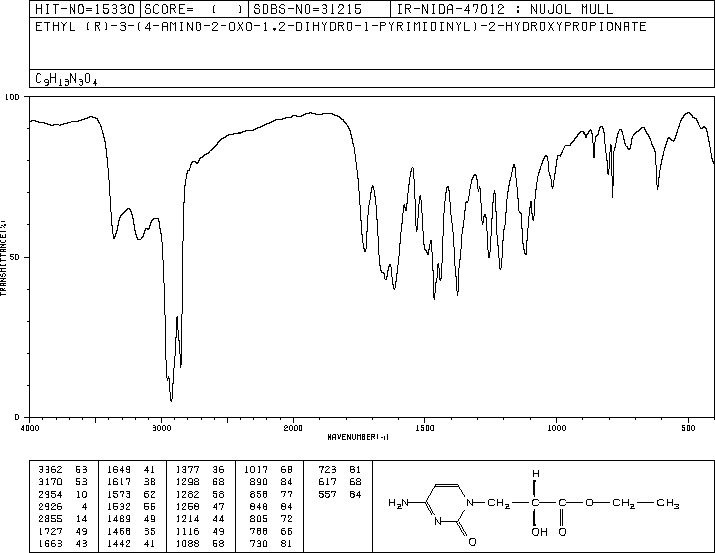 HIT-NO=15330 SCORE= ( ) SDBS-NO=31215 IR-NIDA-47012 : NUJOL MULL
ETHYL (R)-3-(4-AMINO-2-OXO-1,2-DIHYDRO-1-PYRIMIDINYL)-2-HYDROXYPROPIONATE
C9H13N3O4
100
TRANSMITTANCE(%)
50
0
4000 3000 2000 1500 1000 500
WAVENUMBER(-1)
3362 53 1649 41 1377 36 1017 68 723 81
3170 53 1617 38 1298 68 890 84 617 68
2954 10 1573 62 1282 58 858 77 557 84
2926 4 1532 55 1258 47 848 84
2855 14 1489 49 1214 44 805 72
1727 49 1468 35 1116 49 788 66
1663 43 1442 41 1088 58 730 81
H
H2N N CH2 C C O CH2 CH3
N O OH O